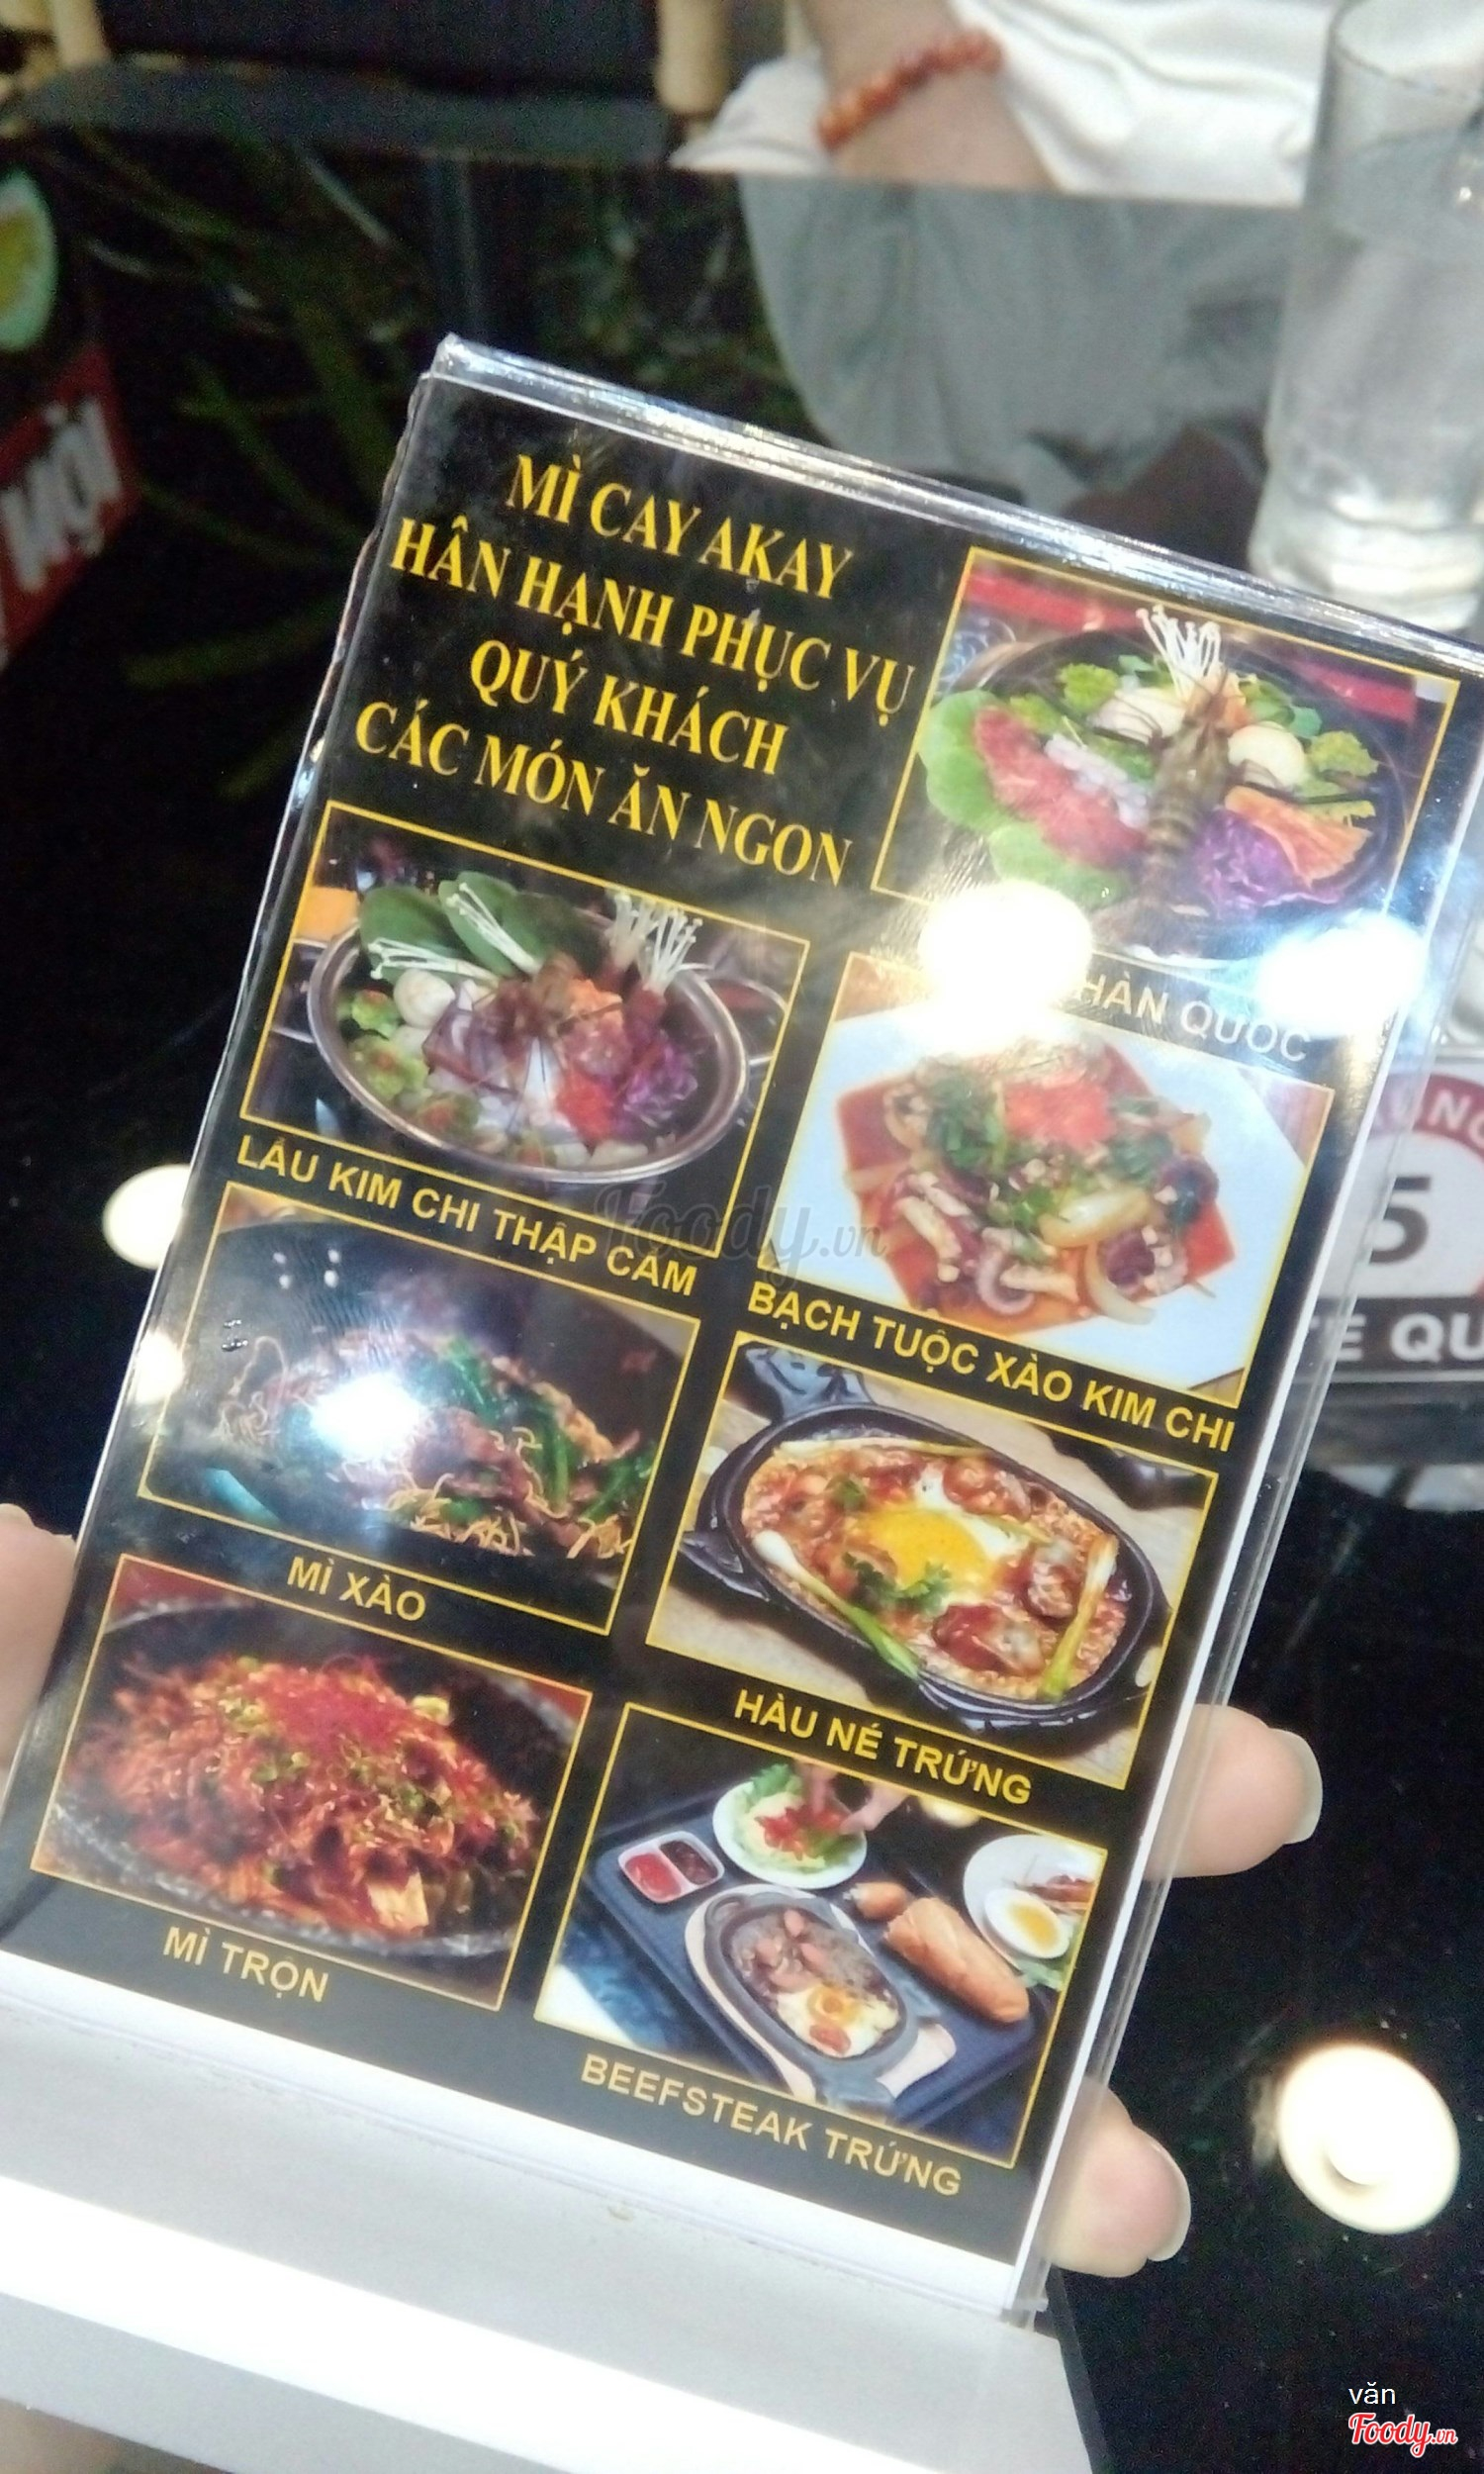 MÌ CAY AKAY
HÂN HẠNH PHỤC VỤ
QUÝ KHÁCH
CÁC MÓN ĂN NGON
HÀN QUỐC
LẨU KIM CHI THẬP CẨM
BẠCH TUỘC XÀO KIM CHI
MÌ XÀO
HÀU NÉ TRỨNG
MÌ TRỘN
BEEFSTEAK TRỨNG
Foody.vn
5
QU
văn
Foody.vn